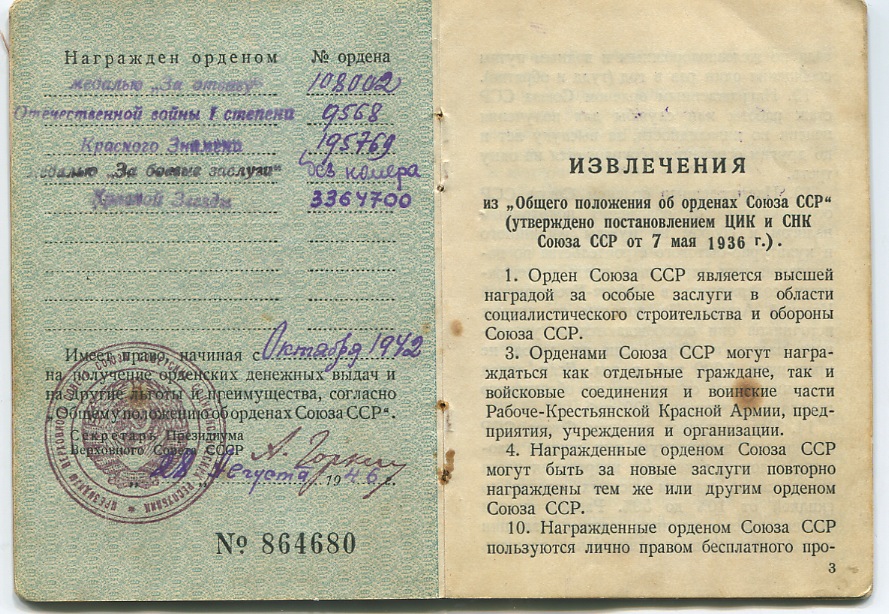 Награжден орденом № ордена
медалью „За отвагу" 108002
Отечественной войны I степени 9568
Красного Знамени 195769
медалью „За боевые заслуги" без номера
Красной Звезды 3364700
Имеет право, начиная с Октября 1942
на получение орденских денежных выдач и
на другие льготы и преимущества, согласно
„Общему положению об орденах Союза ССР".
Секретарь Президиума
Верховного Совета СССР А. Горкин
„28" августа 1946 г.
№ 864680
ИЗВЛЕЧЕНИЯ
из „Общего положения об орденах Союза ССР"
(утверждено постановлением ЦИК и СНК
Союза ССР от 7 мая 1936 г.).
1. Орден Союза ССР является высшей
наградой за особые заслуги в области
социалистического строительства и обороны
Союза ССР.
3. Орденами Союза ССР могут награ-
ждаться как отдельные граждане, так и
войсковые соединения и воинские части
Рабоче-Крестьянской Красной Армии, пред-
приятия, учреждения и организации.
4. Награжденные орденом Союза ССР
могут быть за новые заслуги повторно
награждены тем же или другим орденом
Союза ССР.
10. Награжденные орденом Союза ССР
пользуются лично правом бесплатного про-
3